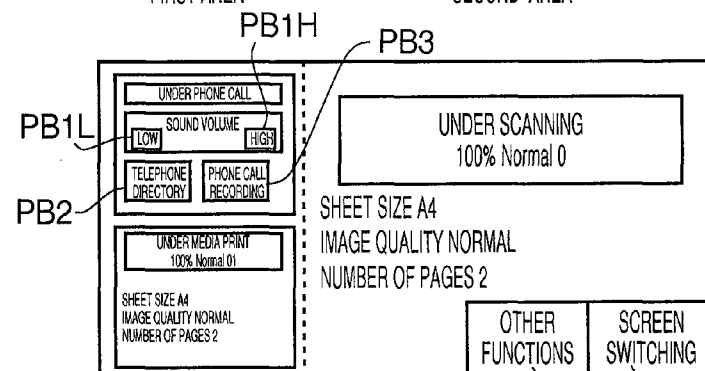 FIRST AREA
SECOND AREA
PB1H
PB3
PB1L
PB2
UNDER PHONE CALL
SOUND VOLUME
LOW
HIGH
TELEPHONE
DIRECTORY
PHONE CALL
RECORDING
UNDER MEDIA PRINT
100% Normal 01
SHEET SIZE A4
IMAGE QUALITY NORMAL
NUMBER OF PAGES 2
UNDER SCANNING
100% Normal 0
SHEET SIZE A4
IMAGE QUALITY NORMAL
NUMBER OF PAGES 2
OTHER
FUNCTIONS
SCREEN
SWITCHING